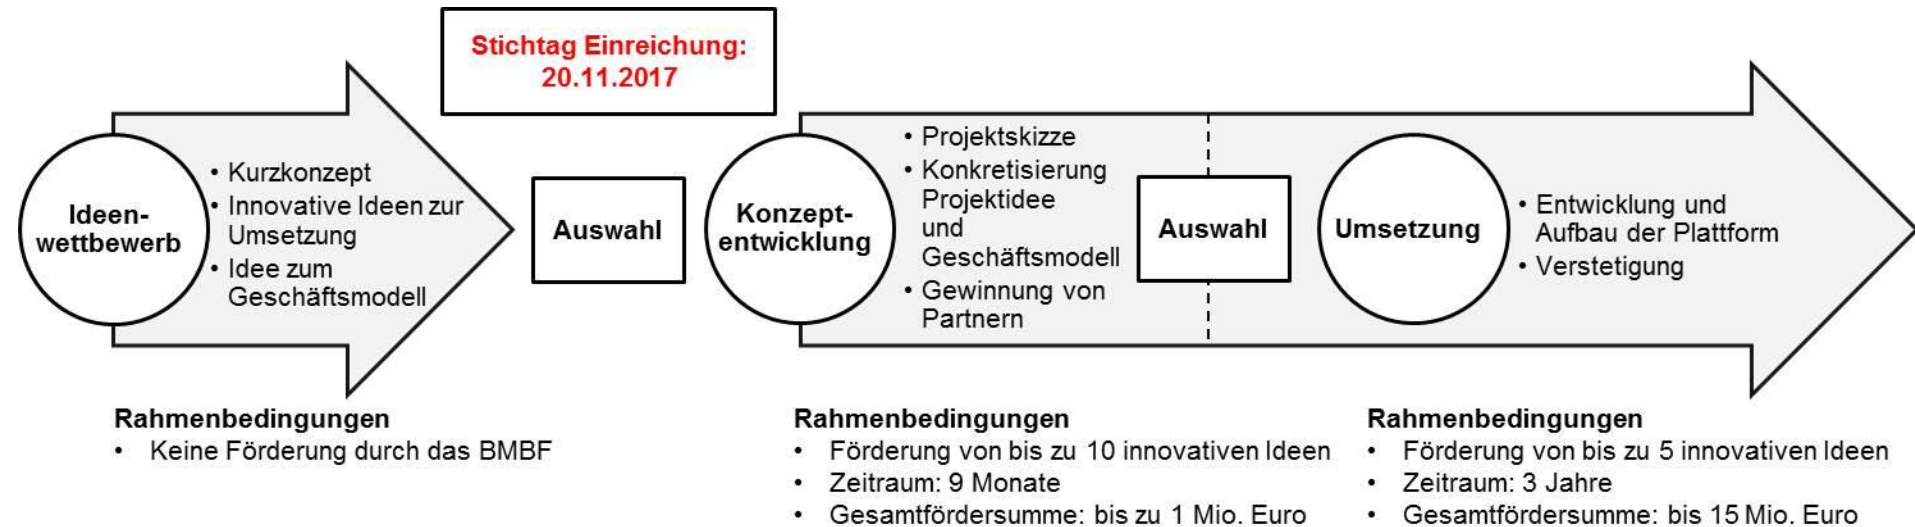 Stichtag Einreichung:
20.11.2017
Ideen-
wettbewerb
• Kurzkonzept
• Innovative Ideen zur
Umsetzung
• Idee zum
Geschäftsmodell
Auswahl
Konzept-
entwicklung
• Projektskizze
• Konkretisierung
Projektidee
und
Geschäftsmodell
• Gewinnung von
Partnern
Auswahl
Umsetzung
• Entwicklung und
Aufbau der Plattform
• Verstetigung
Rahmenbedingungen
• Keine Förderung durch das BMBF
Rahmenbedingungen
• Förderung von bis zu 10 innovativen Ideen
• Zeitraum: 9 Monate
• Gesamtfördersumme: bis zu 1 Mio. Euro
Rahmenbedingungen
• Förderung von bis zu 5 innovativen Ideen
• Zeitraum: 3 Jahre
• Gesamtfördersumme: bis 15 Mio. Euro